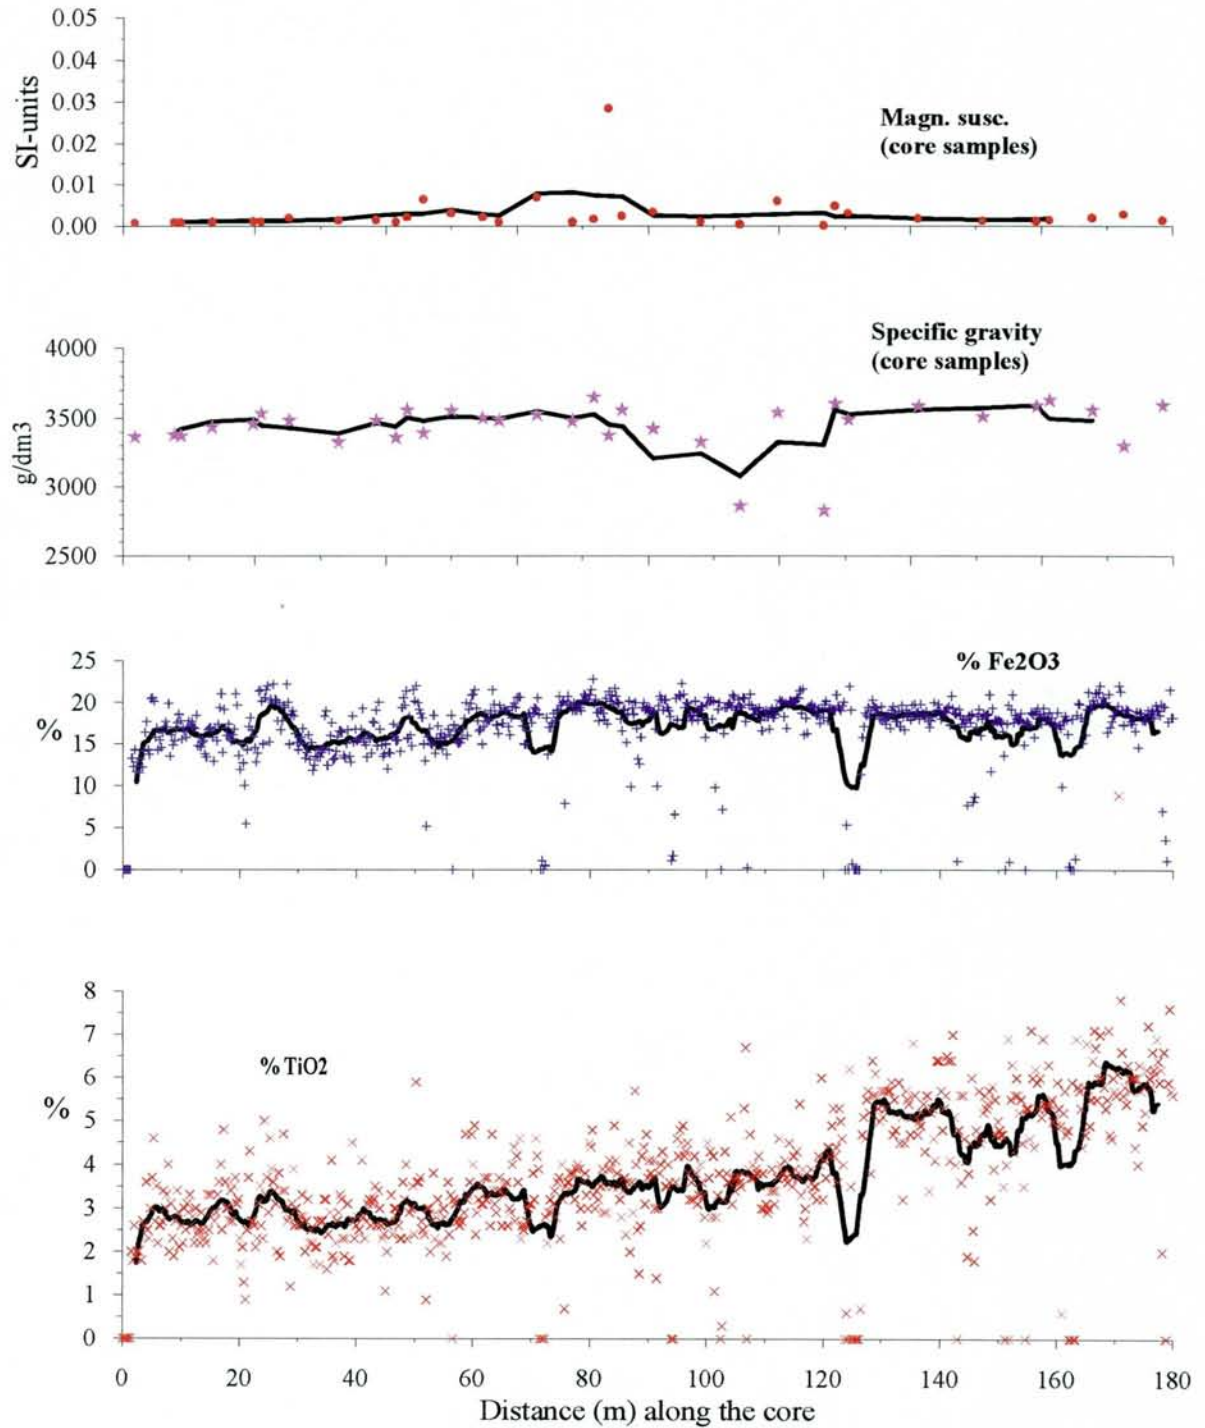 0.05
0.04
0.03
0.02
0.01
0.00
SI-units
Magn. susc.
(core samples)
4000
3500
3000
2500
g/dm3
Specific gravity
(core samples)
25
20
15
10
5
0
%
% Fe2O3
8
7
6
5
4
3
2
1
0
%
% TiO2
0 20 40 60 80 100 120 140 160 180
Distance (m) along the core